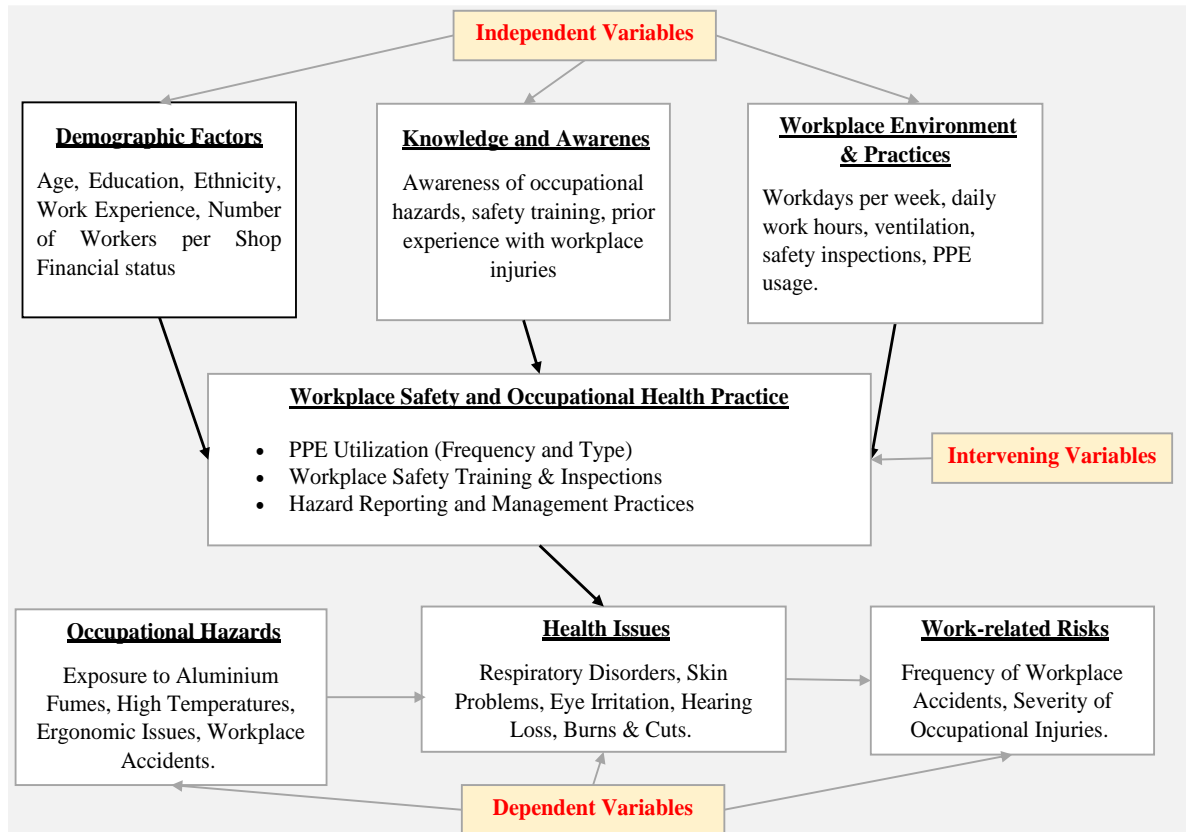 Independent Variables
Demographic Factors
Age, Education, Ethnicity,
Work Experience, Number
of Workers per Shop
Financial status
Knowledge and Awarenes
Awareness of occupational
hazards, safety training, prior
experience with workplace
injuries
Workplace Environment
& Practices
Workdays per week, daily
work hours, ventilation,
safety inspections, PPE
usage.
Workplace Safety and Occupational Health Practice
• PPE Utilization (Frequency and Type)
• Workplace Safety Training & Inspections
• Hazard Reporting and Management Practices
Intervening Variables
Occupational Hazards
Exposure to Aluminium
Fumes, High Temperatures,
Ergonomic Issues, Workplace
Accidents.
Health Issues
Respiratory Disorders, Skin
Problems, Eye Irritation, Hearing
Loss, Burns & Cuts.
Work-related Risks
Frequency of Workplace
Accidents, Severity of
Occupational Injuries.
Dependent Variables